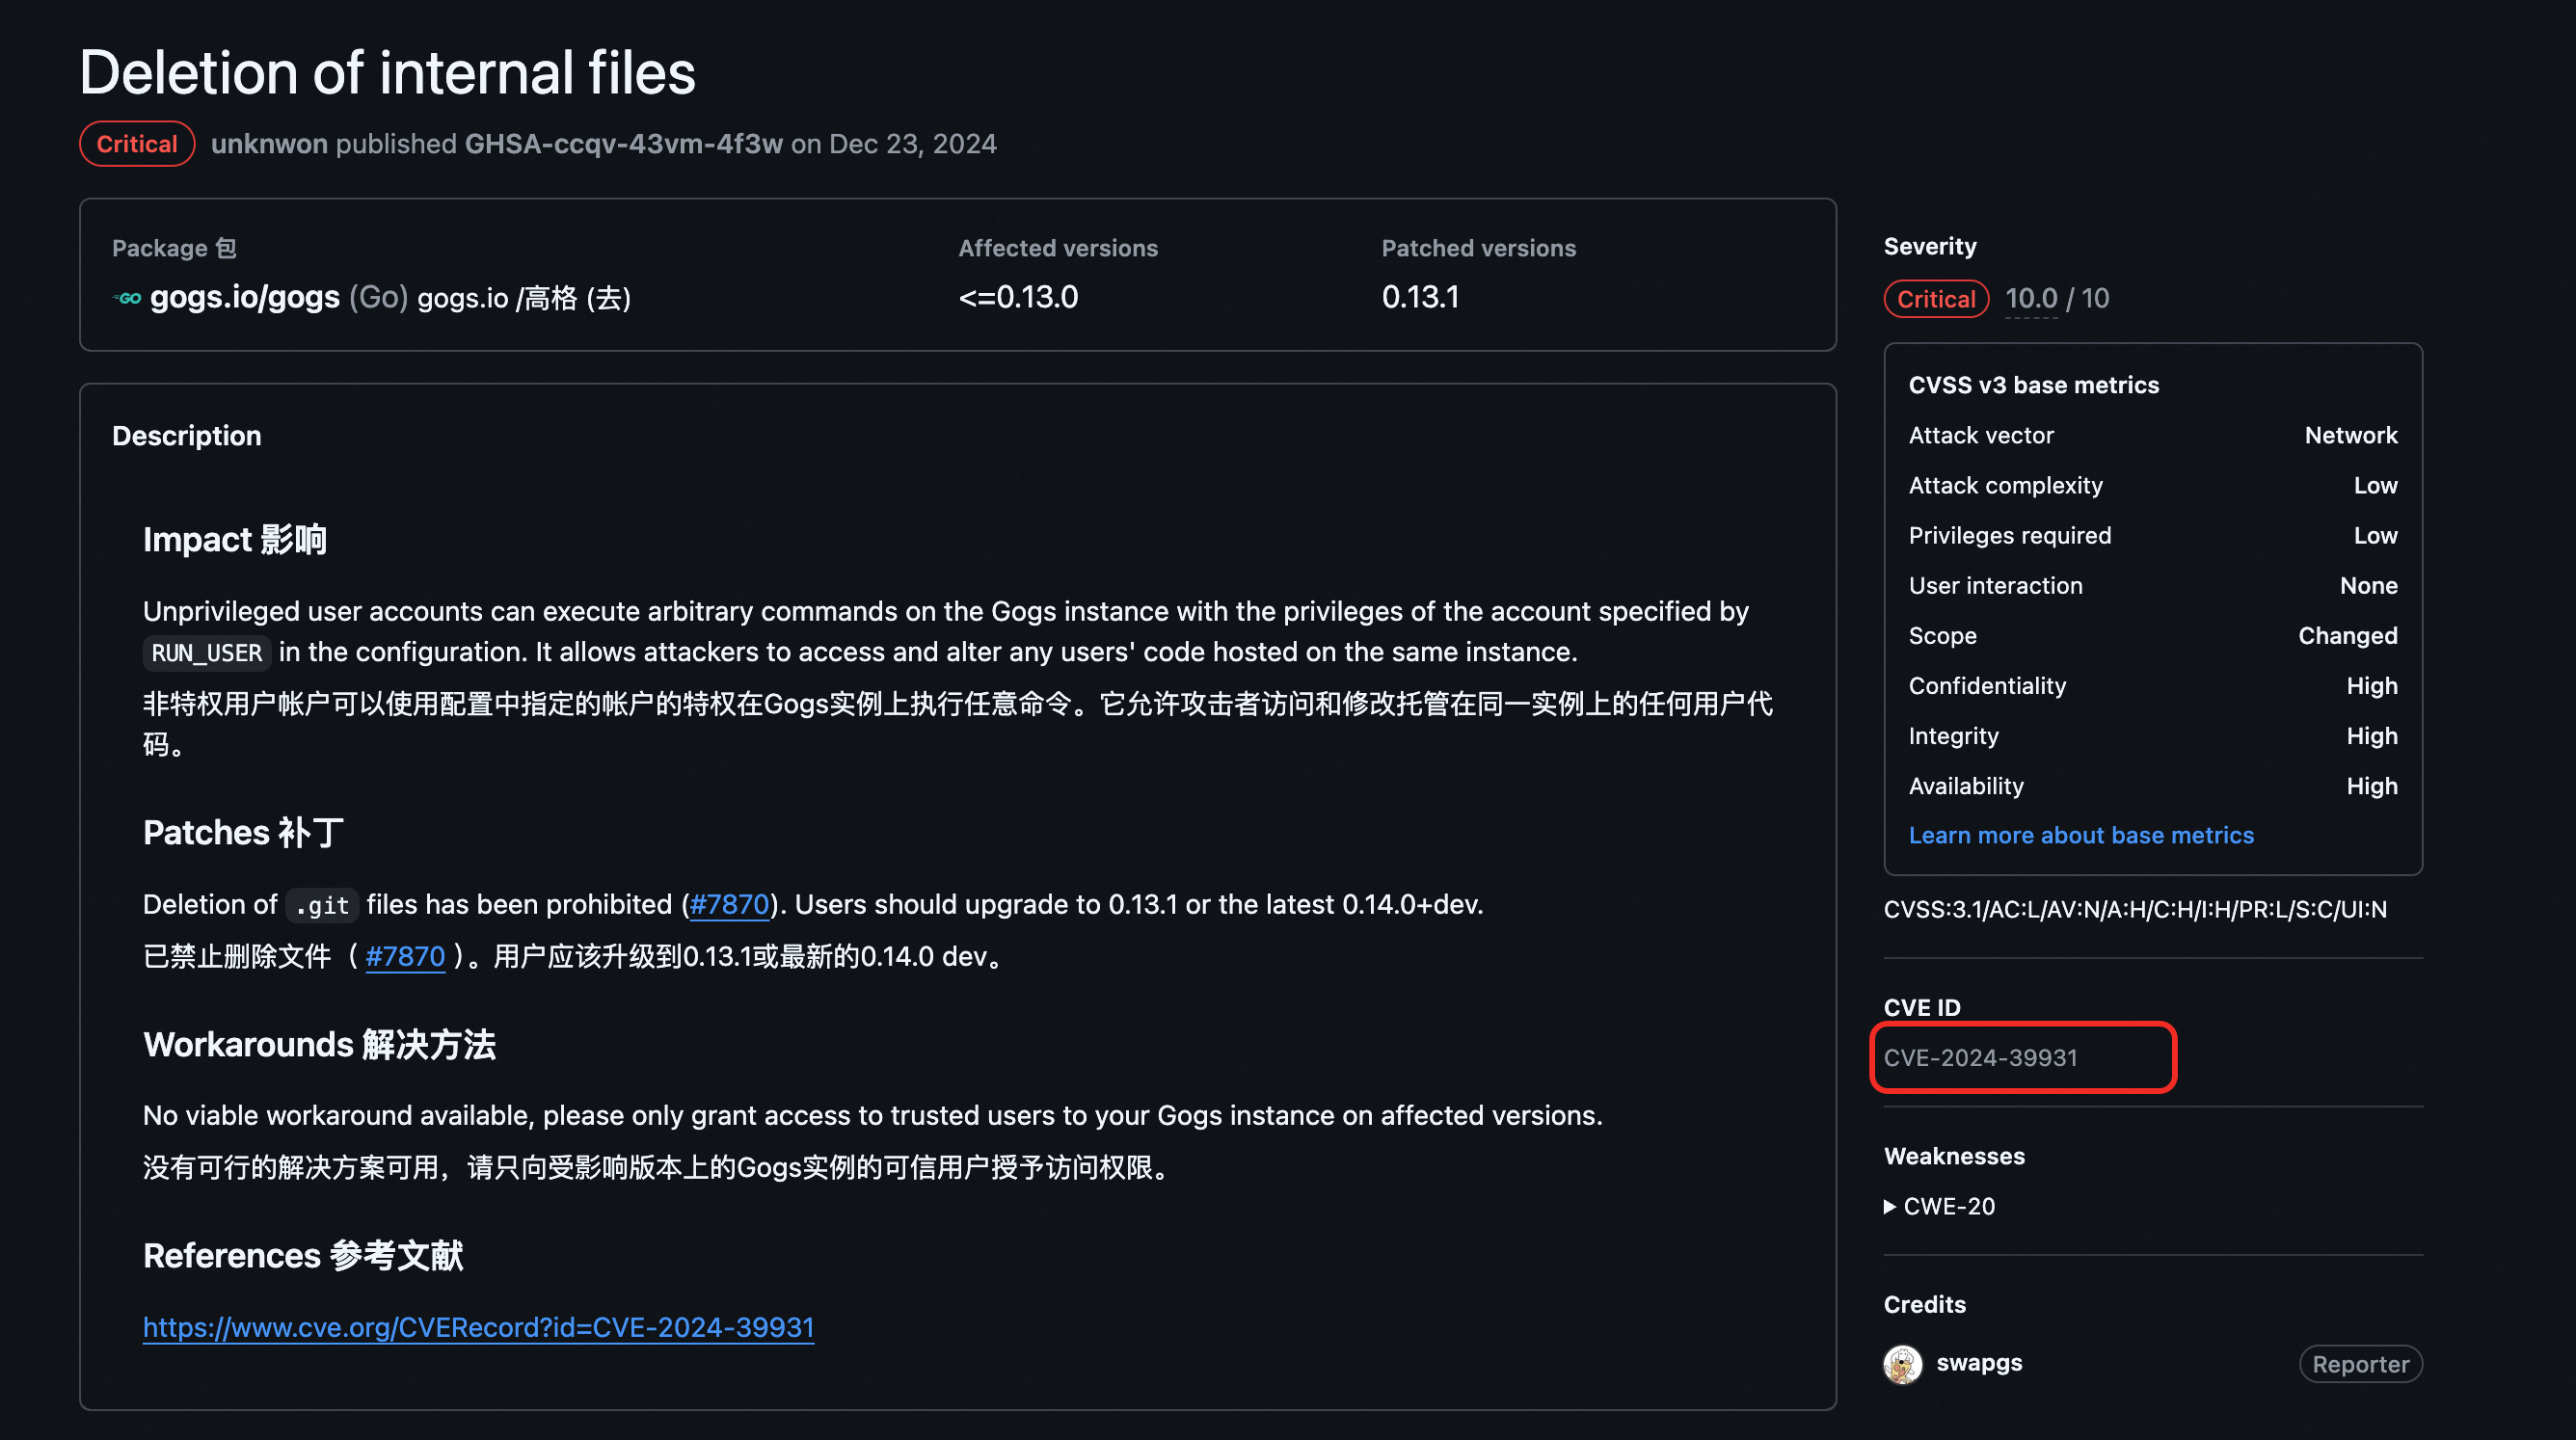 Deletion of internal files
Critical unknwon published GHSA-ccqv-43vm-4f3w on Dec 23, 2024
Package 包
GO gogs.io/gogs (Go) gogs.io /高格 (去)
Affected versions
<=0.13.0
Patched versions
0.13.1
Description
Impact 影响
Unprivileged user accounts can execute arbitrary commands on the Gogs instance with the privileges of the account specified by
RUN_USER in the configuration. It allows attackers to access and alter any users' code hosted on the same instance.
非特权用户帐户可以使用配置中指定的帐户的特权在Gogs实例上执行任意命令。它允许攻击者访问和修改托管在同一实例上的任何用户代
码。
Patches 补丁
Deletion of .git files has been prohibited (#7870). Users should upgrade to 0.13.1 or the latest 0.14.0+dev.
已禁止删除文件（ #7870 ）。用户应该升级到0.13.1或最新的0.14.0 dev。
Workarounds 解决方法
No viable workaround available, please only grant access to trusted users to your Gogs instance on affected versions.
没有可行的解决方案可用，请只向受影响版本上的Gogs实例的可信用户授予访问权限。
References 参考文献
https://www.cve.org/CVERecord?id=CVE-2024-39931
Severity
Critical 10.0 / 10
CVSS v3 base metrics
Attack vector Network
Attack complexity Low
Privileges required Low
User interaction None
Scope Changed
Confidentiality High
Integrity High
Availability High
Learn more about base metrics
CVSS:3.1/AC:L/AV:N/A:H/C:H/I:H/PR:L/S:C/UI:N
CVE ID
CVE-2024-39931
Weaknesses
CWE-20
Credits
swapgs Reporter